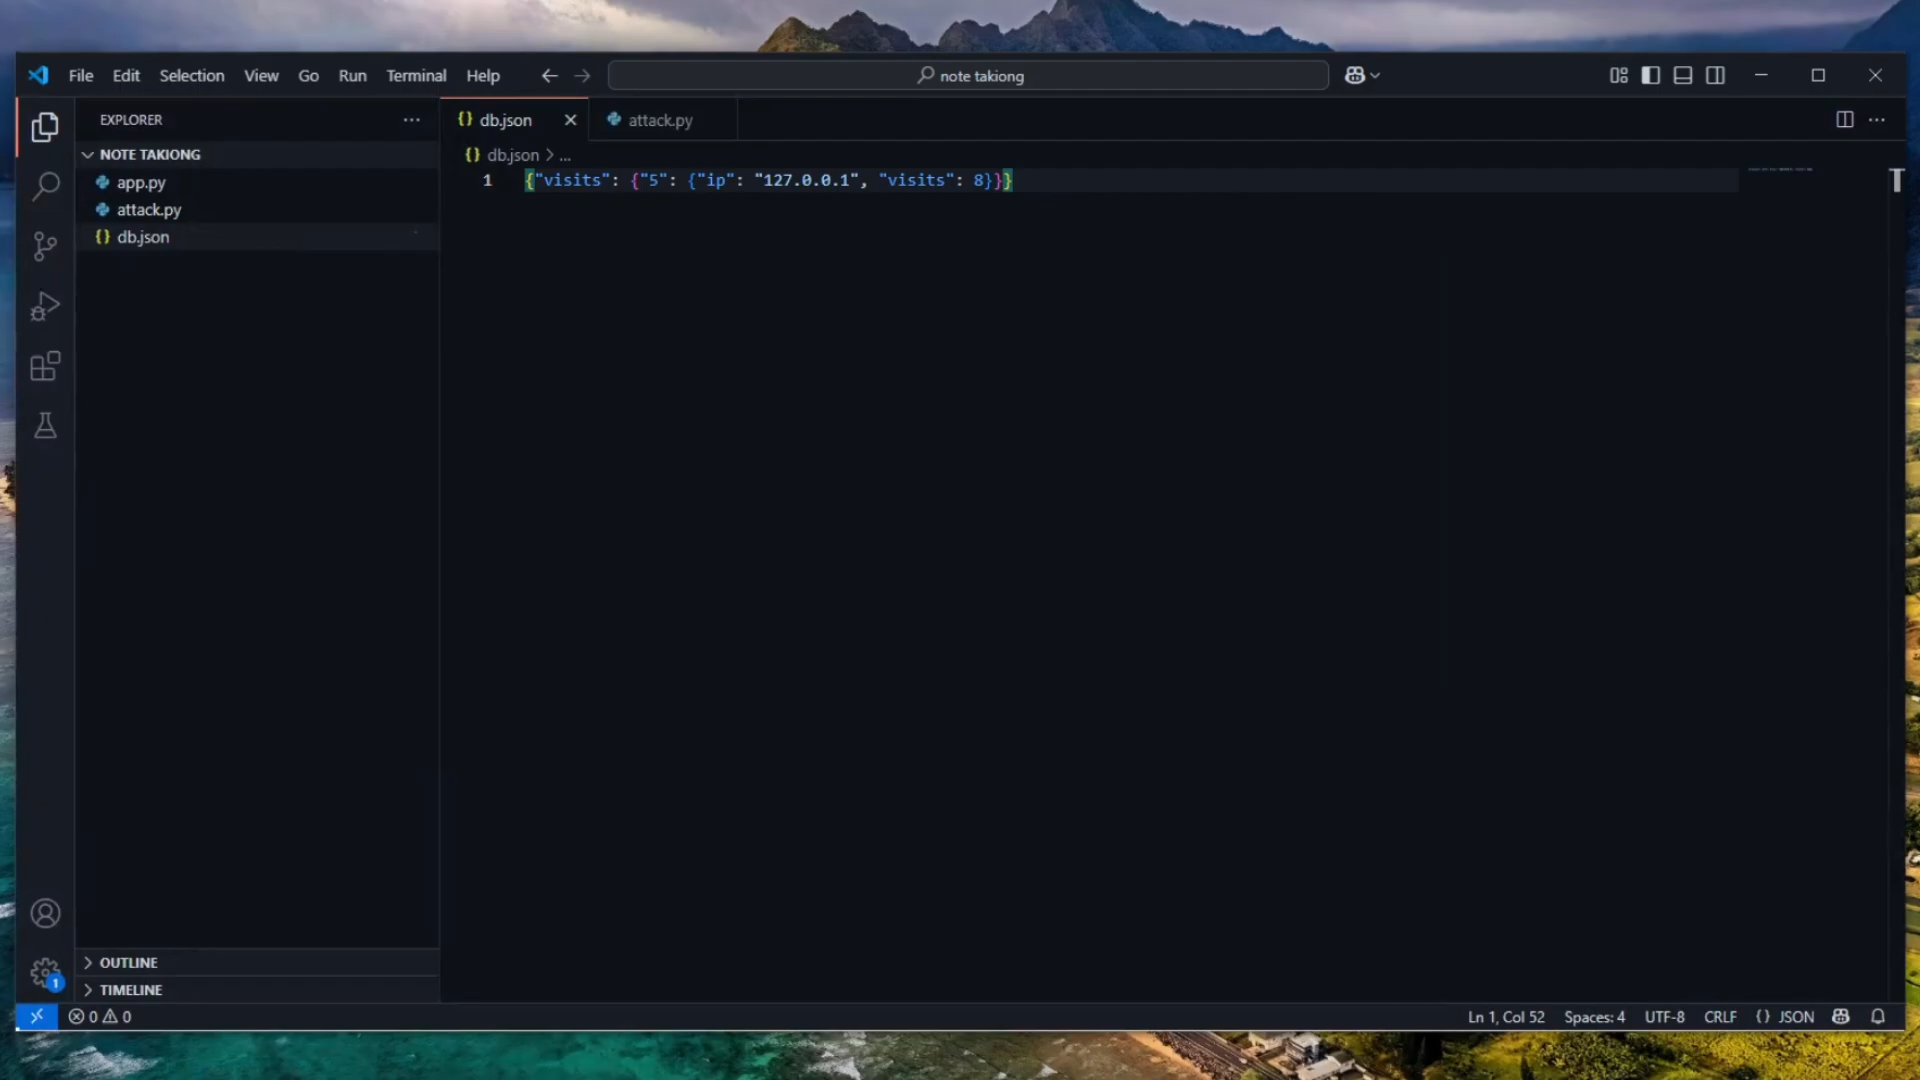 File Edit Selection View Go Run Terminal Help
note takiong
EXPLORER
NOTE TAKIONG
app.py
attack.py
db.json
db.json
attack.py
db.json > ...
1 {"visits": {"5": {"ip": "127.0.0.1", "visits": 8}}}
OUTLINE
TIMELINE
1
0 0
Ln 1, Col 52 Spaces: 4 UTF-8 CRLF {} JSON